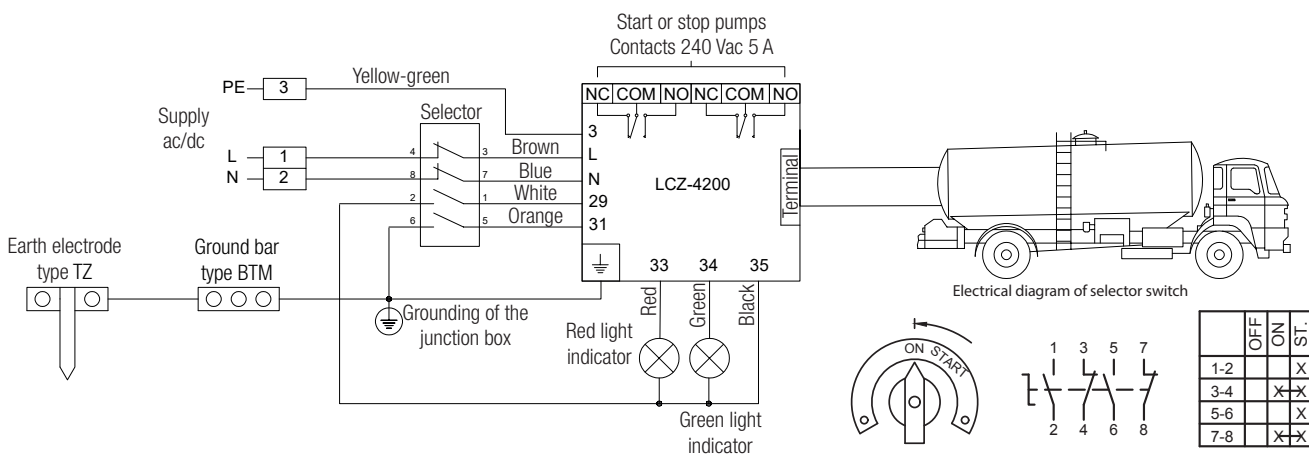 Start or stop pumps
Contacts 240 Vac 5 A
NC COM NO NC COM NO
PE 3 Yellow-green
Supply
ac/dc
Selector
3
L 1 4 3 Brown L
N 2 8 7 Blue N
2 1 White 29
6 5 Orange 31
LCZ-4200
Terminal
Earth electrode
type TZ
Ground bar
type BTM
Grounding of the
junction box
33 34 35
Red
Green
Black
Red light
indicator
Green light
indicator
Electrical diagram of selector switch
ON START
1 3 5 7
2 4 6 8
OFF ON ST.
1-2 X
3-4 X X
5-6 X
7-8 X X